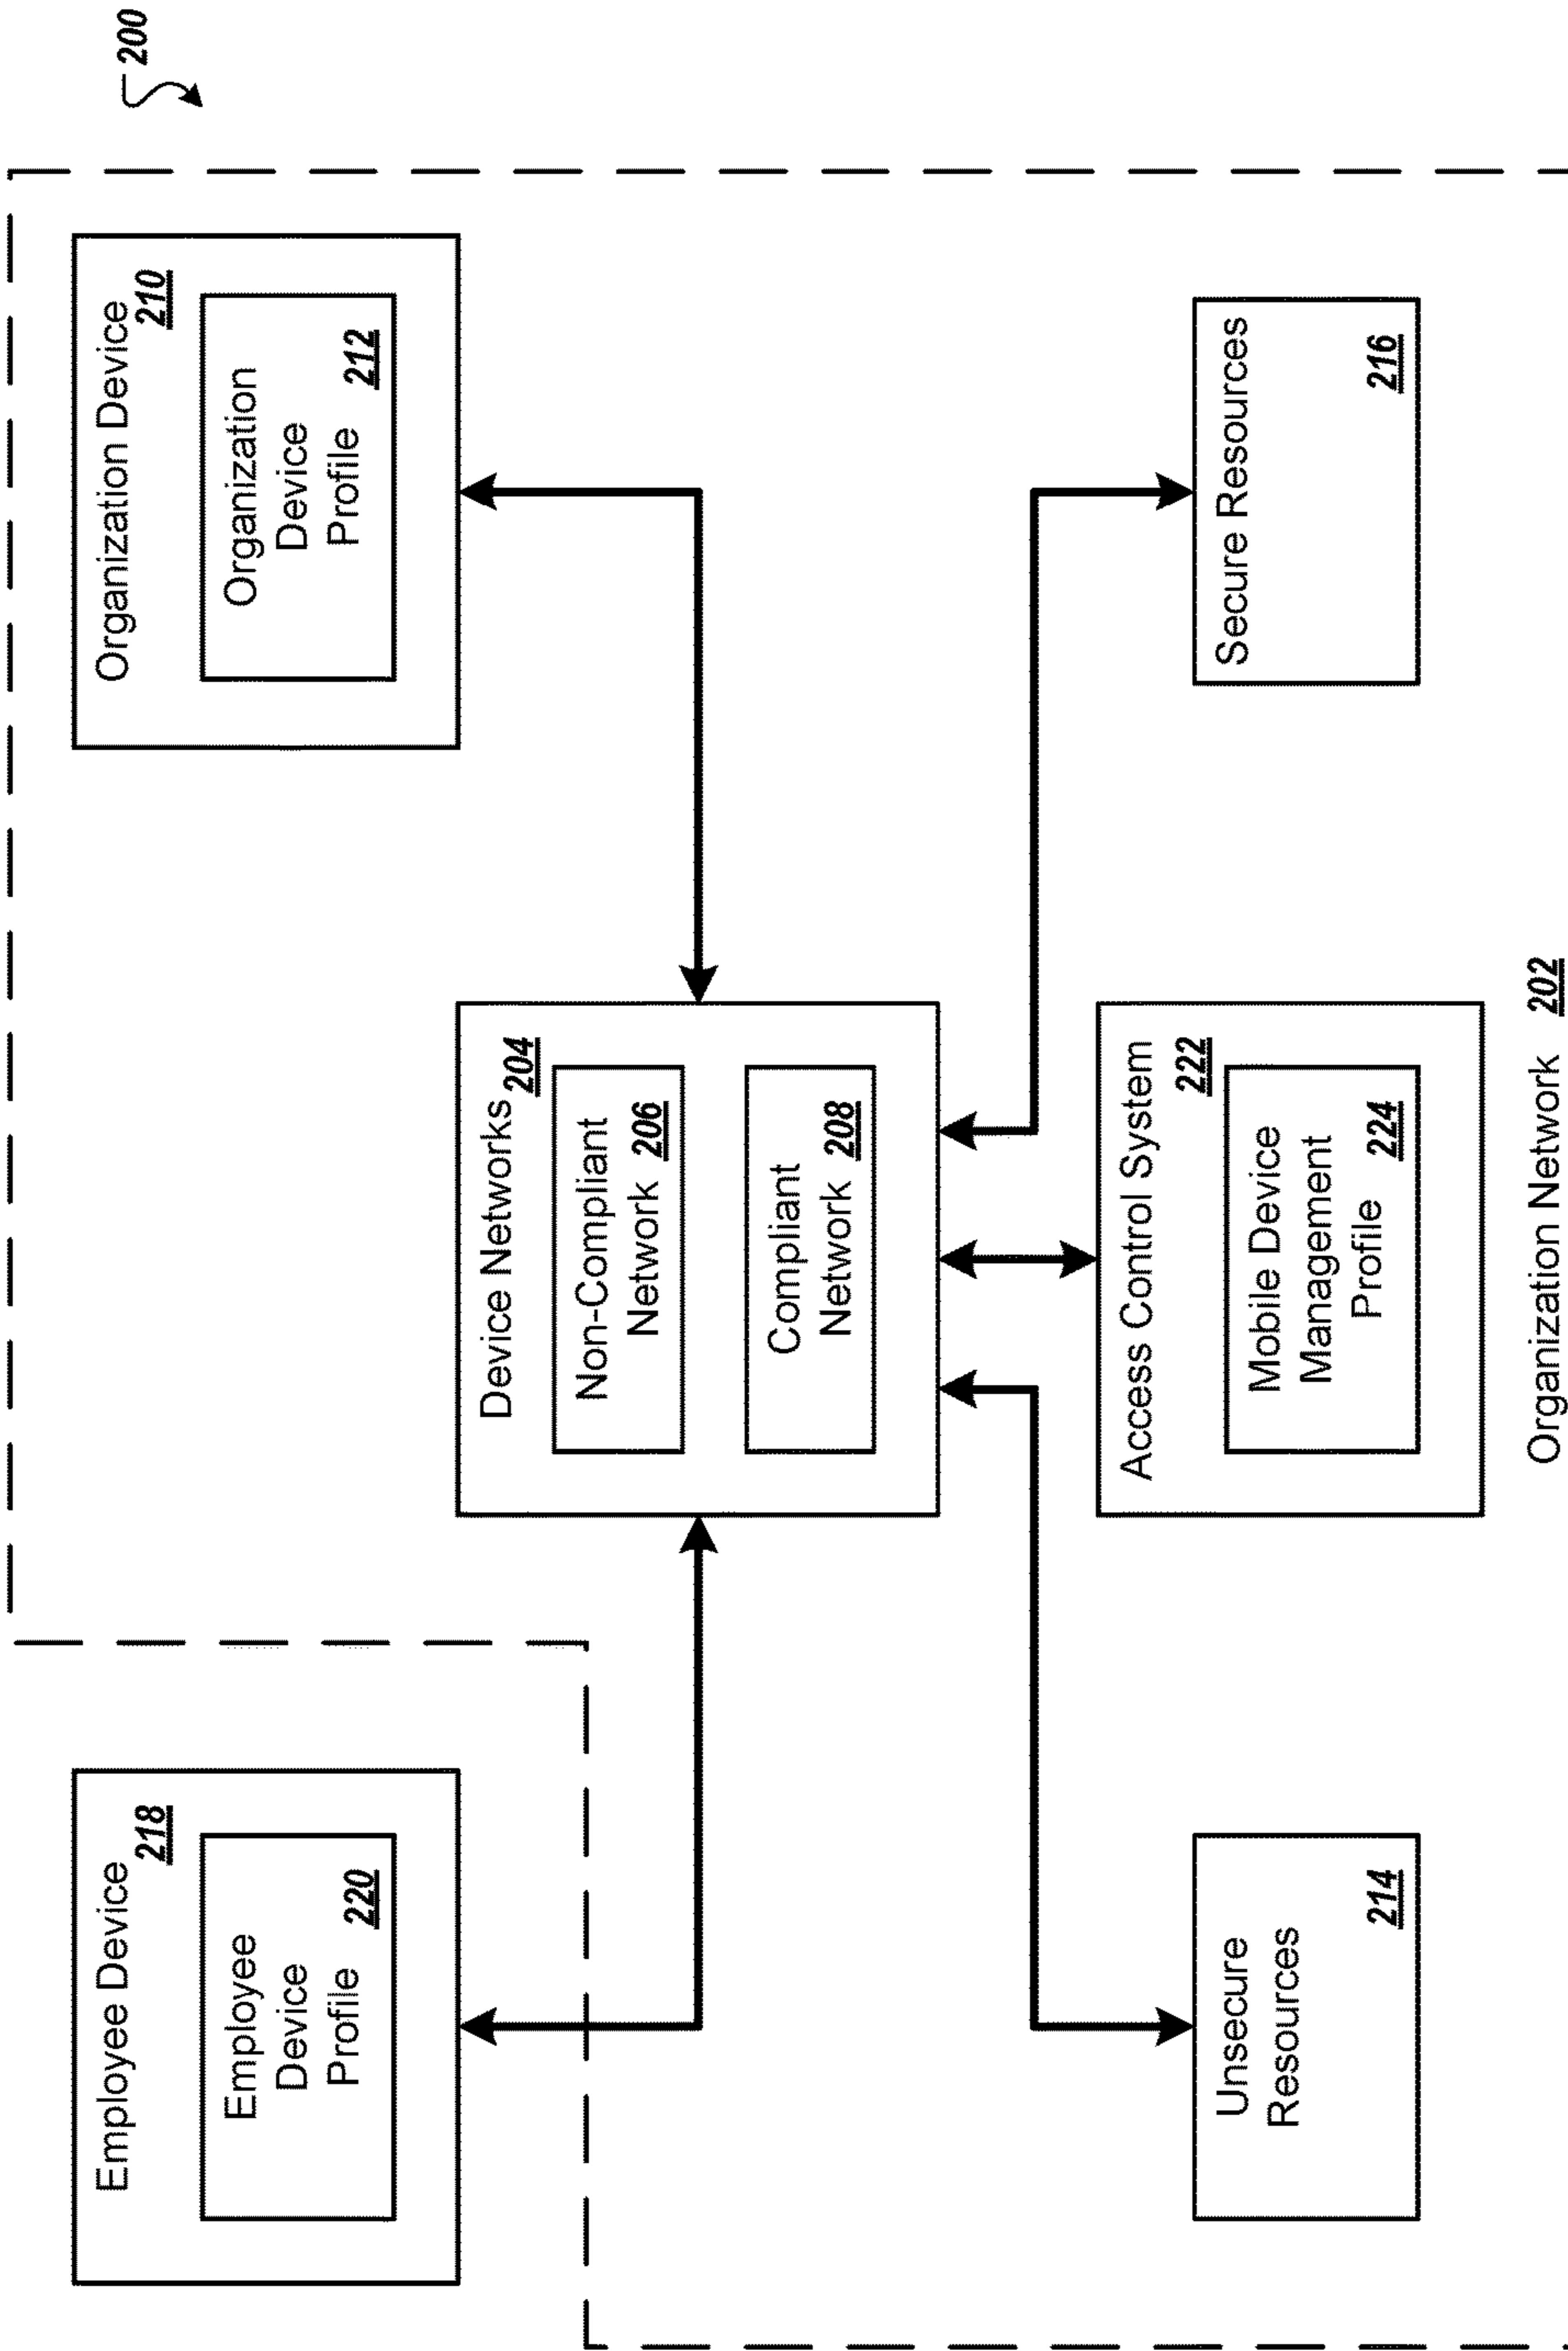 200
Employee Device
218
Employee
Device
Profile
220
Organization Device
210
Organization
Device
Profile
212
Device Networks
204
Non-Compliant
Network 206
Compliant
Network 208
Unsecure
Resources
214
Access Control System
222
Mobile Device
Management
Profile
224
Secure Resources
216
Organization Network 202